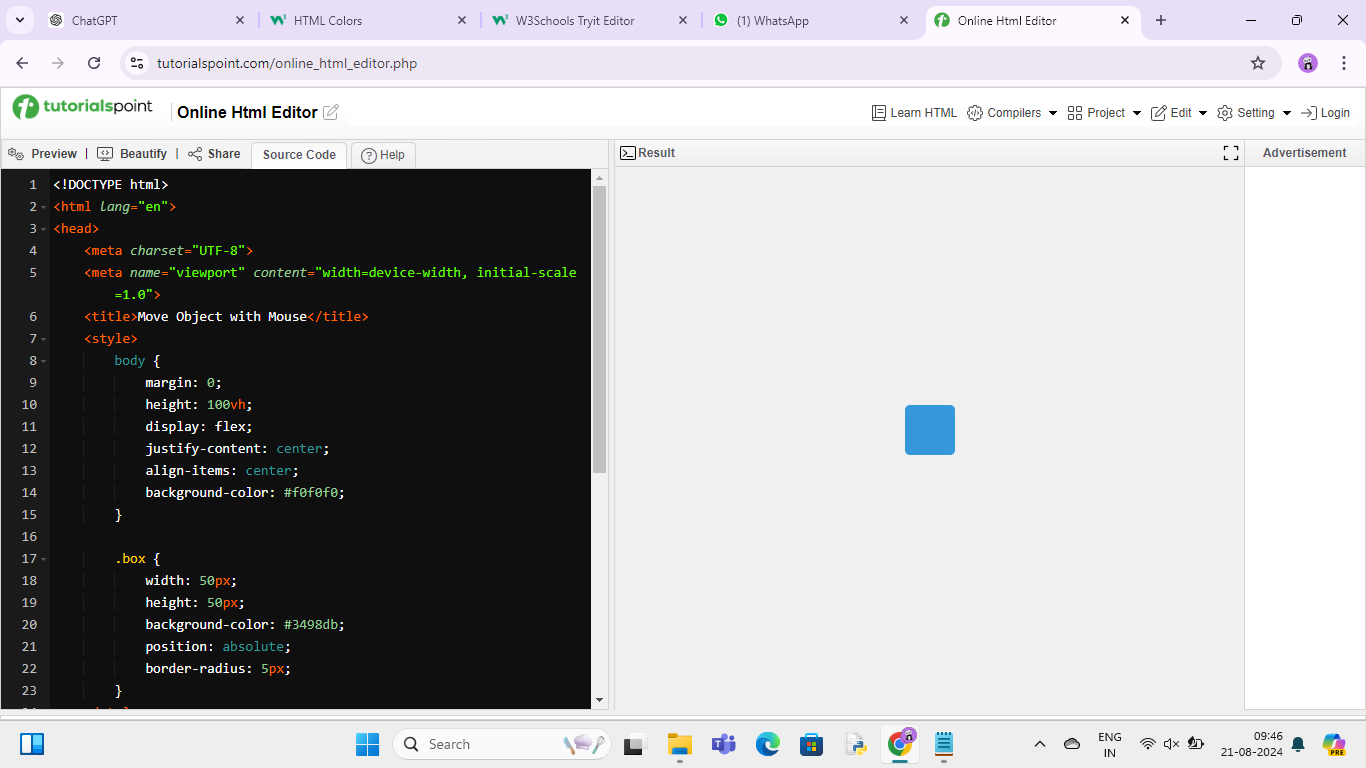 ChatGPT
HTML Colors
W3Schools Tryit Editor
(1) WhatsApp
Online Html Editor
tutorialspoint.com/online_html_editor.php
tutorialspoint
Online Html Editor
Learn HTML
Compilers
Project
Edit
Setting
Login
Preview
Beautify
Share
Source Code
Help
Result
Advertisement
1 <!DOCTYPE html>
2 <html lang="en">
3 <head>
4 <meta charset="UTF-8">
5 <meta name="viewport" content="width=device-width, initial-scale
=1.0">
6 <title>Move Object with Mouse</title>
7 <style>
8 body {
9 margin: 0;
10 height: 100vh;
11 display: flex;
12 justify-content: center;
13 align-items: center;
14 background-color: #f0f0f0;
15 }
16
17 .box {
18 width: 50px;
19 height: 50px;
20 background-color: #3498db;
21 position: absolute;
22 border-radius: 5px;
23 }
Search
ENG
IN
09:46
21-08-2024
PRE